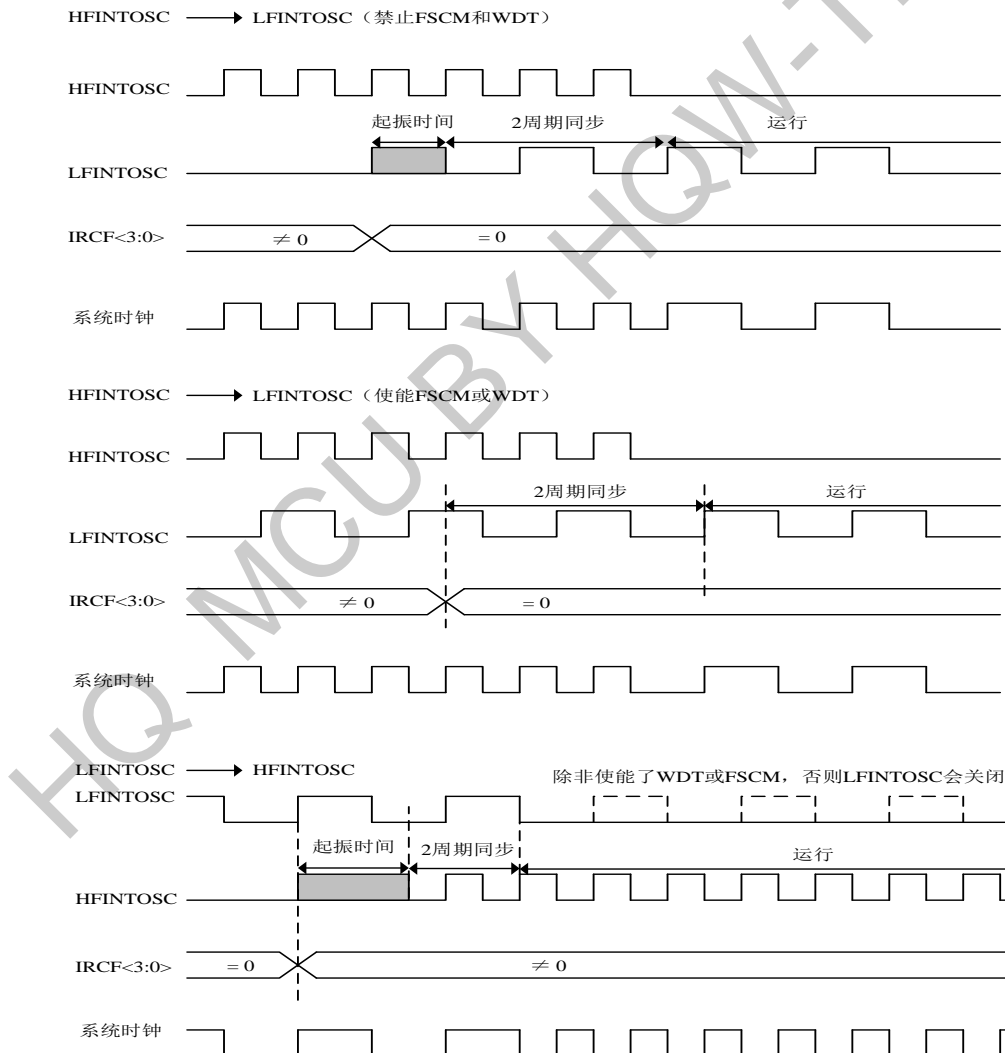 HFINTOSC LFINTOSC（禁止FSCM和WDT）
HFINTOSC
起振时间 2周期同步 运行
LFINTOSC
IRCF<3:0> ≠ 0 = 0
系统时钟
HFINTOSC LFINTOSC（使能FSCM或WDT）
HFINTOSC
2周期同步 运行
LFINTOSC
IRCF<3:0> ≠ 0 = 0
系统时钟
LFINTOSC HFINTOSC
除非使能了WDT或FSCM，否则LFINTOSC会关闭
LFINTOSC
起振时间 2周期同步 运行
HFINTOSC
IRCF<3:0> = 0 ≠ 0
系统时钟
HQ MCU BY HQW-T